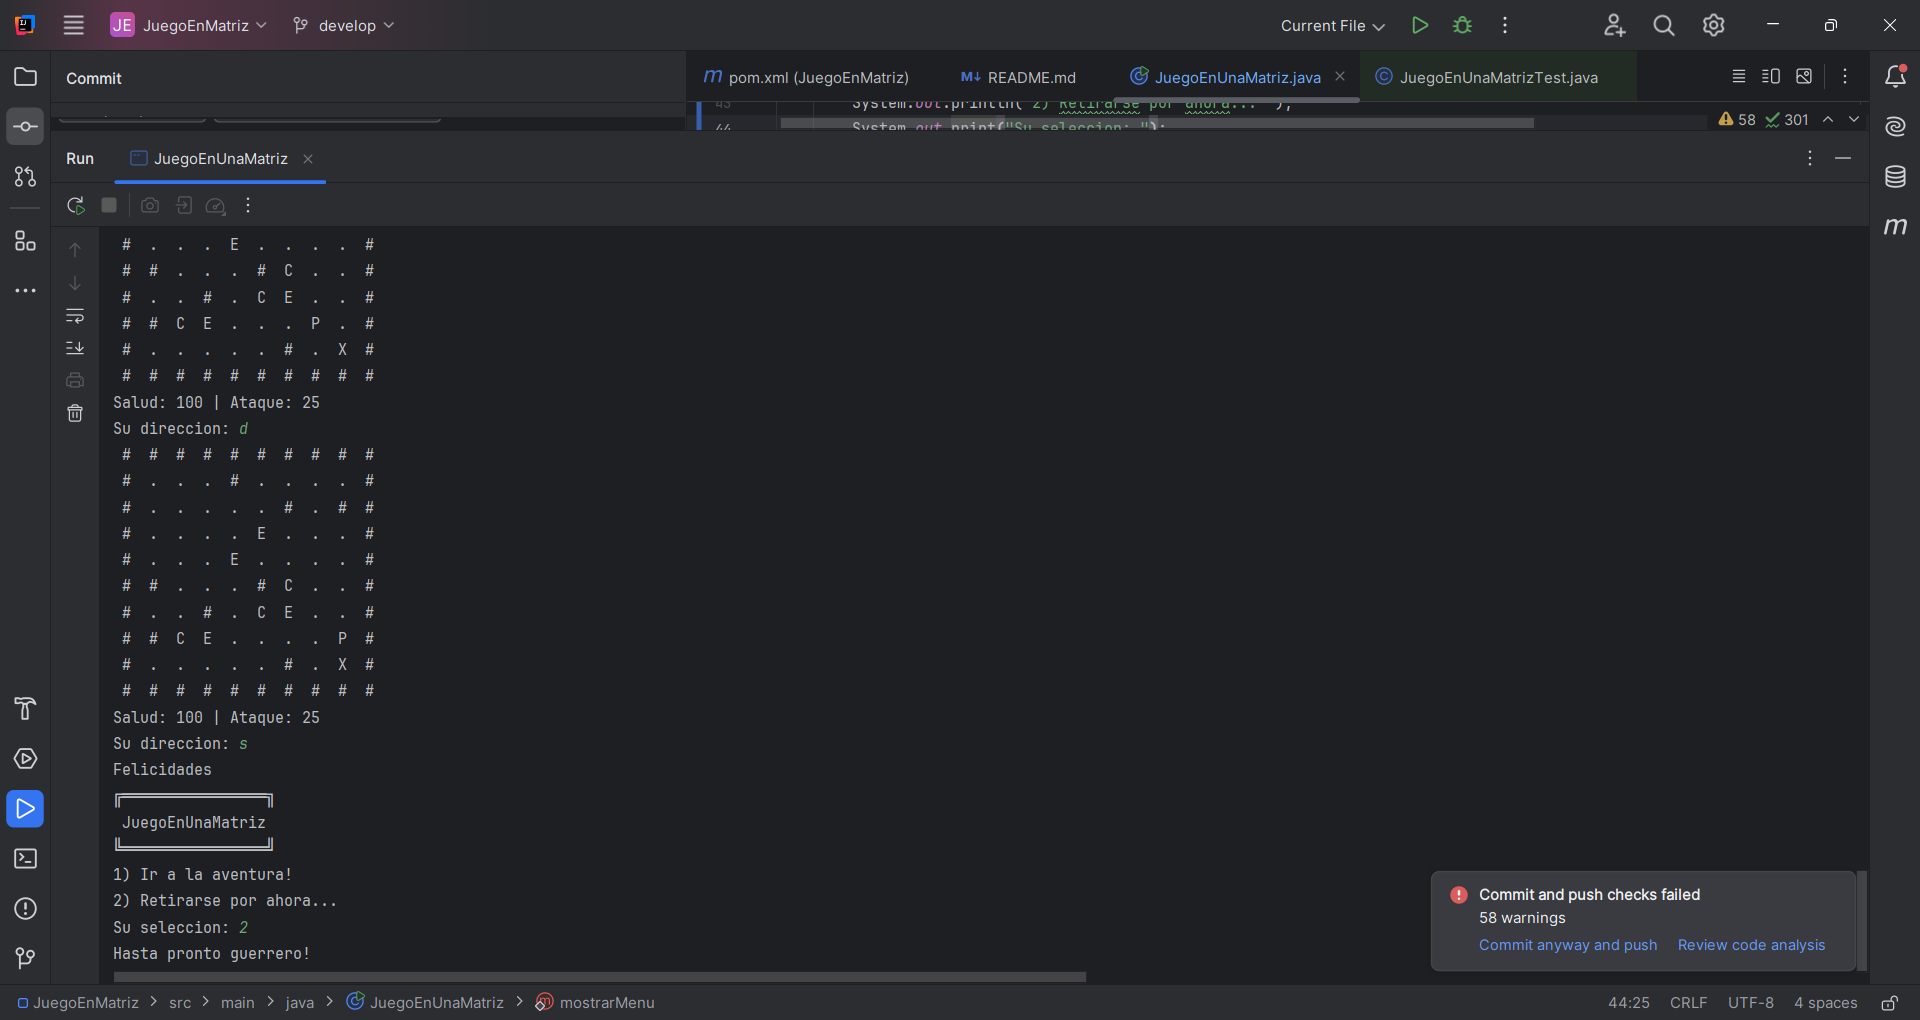 JE JuegoEnMatriz develop Current File
Commit
pom.xml (JuegoEnMatriz) README.md JuegoEnUnaMatriz.java JuegoEnUnaMatrizTest.java
43 System.out.println("2) Retirarse por ahora... ");
44 System.out.print("Su seleccion: ");
58 301
Run JuegoEnUnaMatriz
# . . . E . . . . #
# # . . . # C . . #
# . . # . C E . . #
# # C E . . . P . #
# . . . . . # . X #
# # # # # # # # # #
Salud: 100 | Ataque: 25
Su direccion: d
# # # # # # # # # #
# . . . # . . . . #
# . . . . . # . # #
# . . . . E . . . #
# . . . E . . . . #
# # . . . # C . . #
# . . # . C E . . #
# # C E . . . . P #
# . . . . . # . X #
# # # # # # # # # #
Salud: 100 | Ataque: 25
Su direccion: s
Felicidades
╔════════════════╗
JuegoEnUnaMatriz
╚════════════════╝
1) Ir a la aventura!
2) Retirarse por ahora...
Su seleccion: 2
Hasta pronto guerrero!
Commit and push checks failed
58 warnings
Commit anyway and push Review code analysis
JuegoEnMatriz > src > main > java > JuegoEnUnaMatriz > mostrarMenu
44:25 CRLF UTF-8 4 spaces